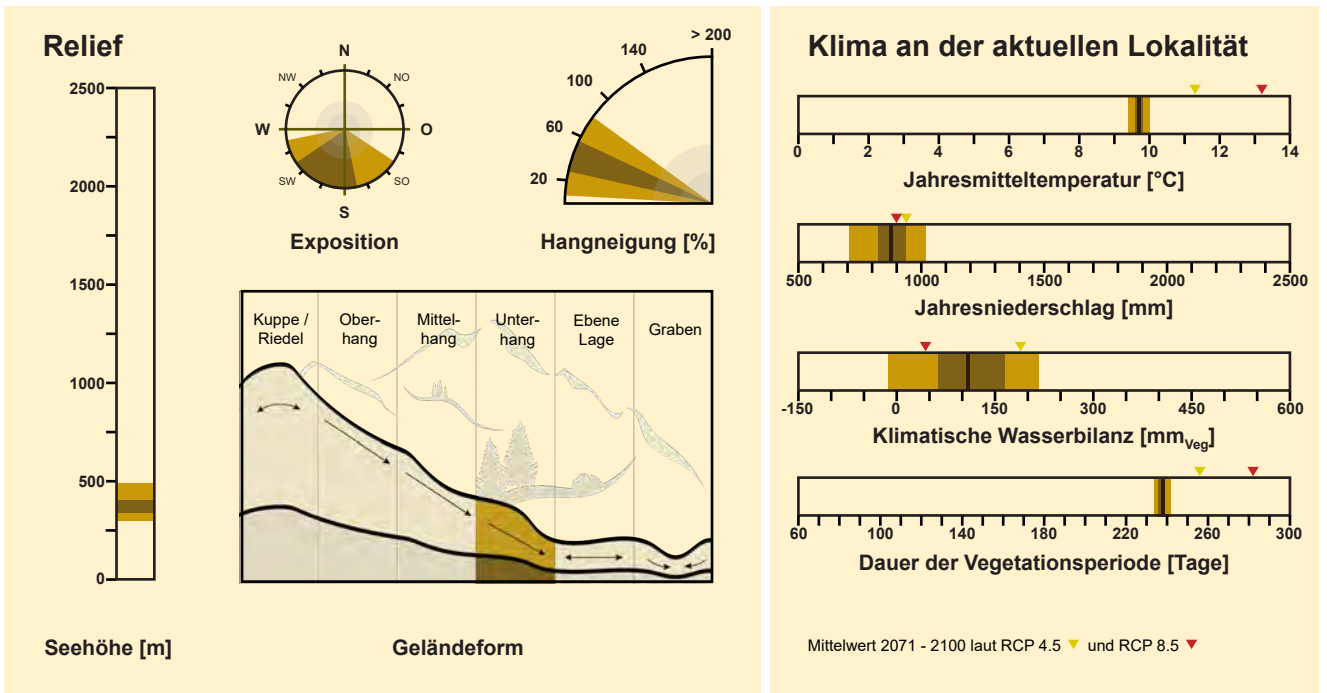 Relief
2500
2000
1500
1000
500
0
Seehöhe [m]
N
NW
NO
W
O
SW
SO
S
Exposition
> 200
140
100
60
20
Hangneigung [%]
Kuppe /
Riedel
Ober-
hang
Mittel-
hang
Unter-
hang
Ebene
Lage
Graben
Geländeform
Klima an der aktuellen Lokalität
0 2 4 6 8 10 12 14
Jahresmitteltemperatur [°C]
500 1000 1500 2000 2500
Jahresniederschlag [mm]
-150 0 150 300 450 600
Klimatische Wasserbilanz [mmVeg]
60 100 140 180 220 260 300
Dauer der Vegetationsperiode [Tage]
Mittelwert 2071 - 2100 laut RCP 4.5 und RCP 8.5